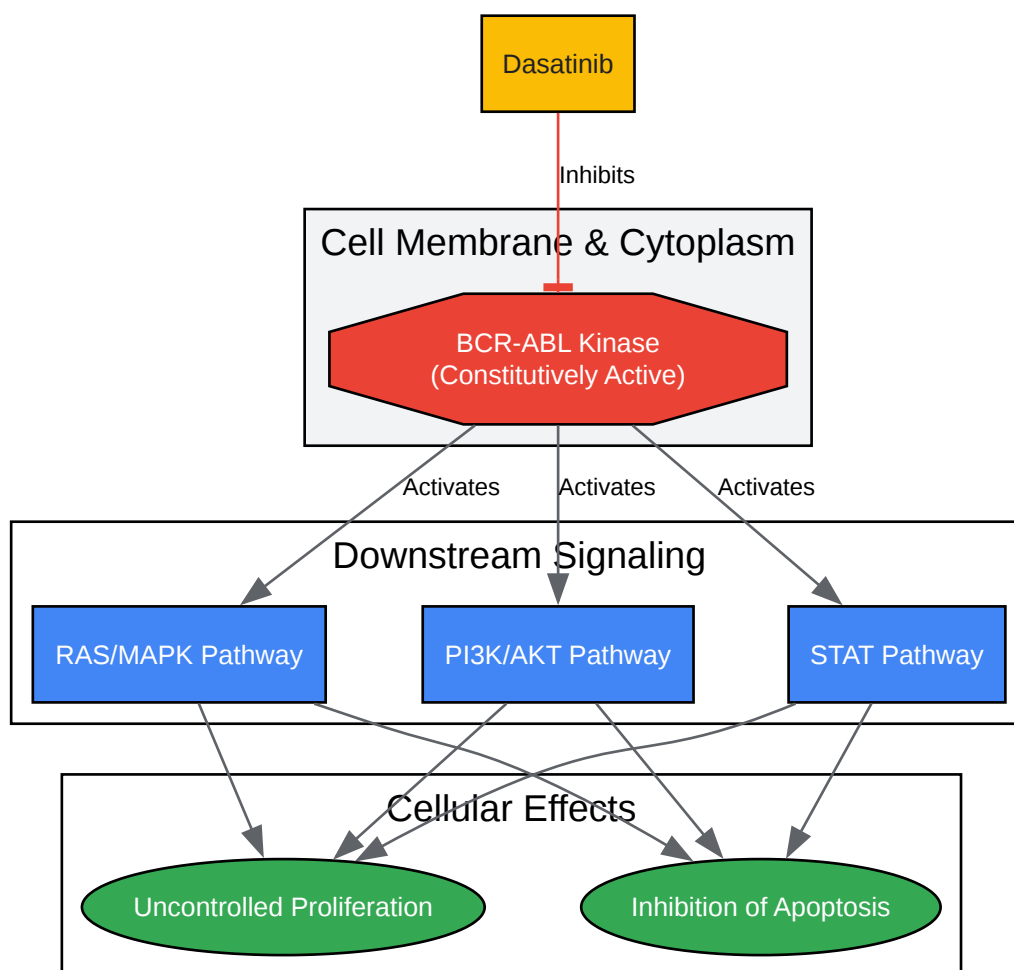 Dasatinib
Inhibits
Cell Membrane & Cytoplasm
BCR-ABL Kinase
(Constitutively Active)
Activates
Activates
Activates
Downstream Signaling
RAS/MAPK Pathway
PI3K/AKT Pathway
STAT Pathway
Cellular Effects
Uncontrolled Proliferation
Inhibition of Apoptosis